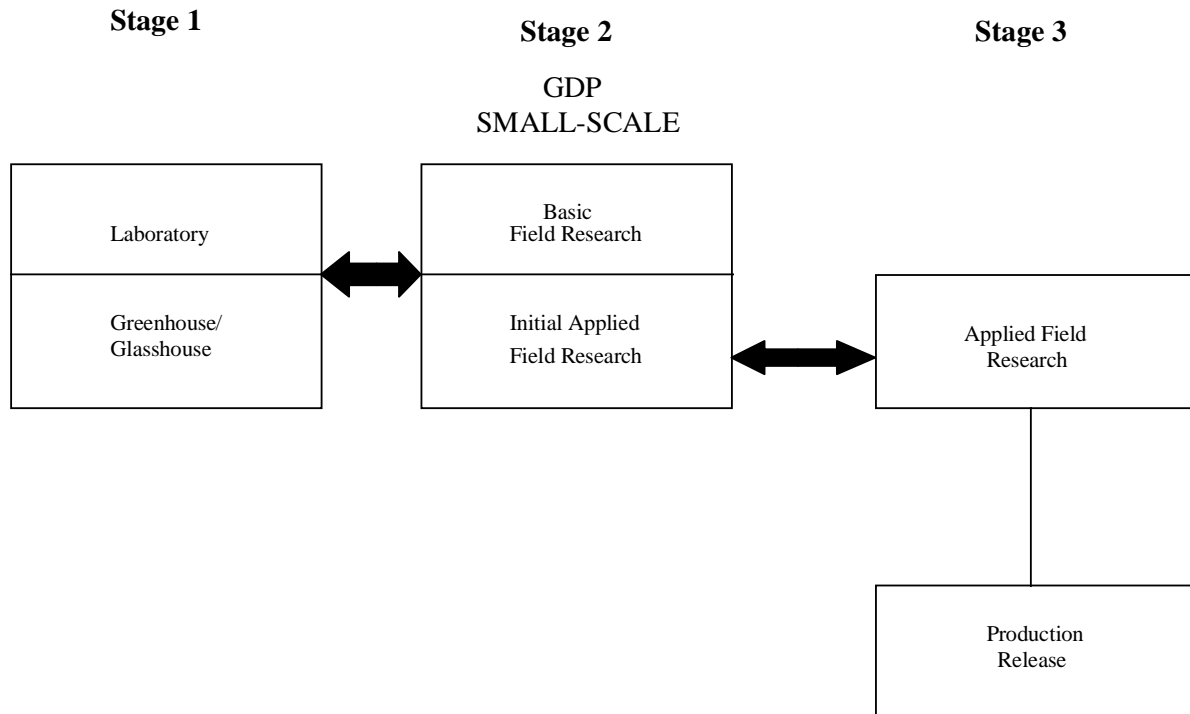 Stage 1
Stage 2
Stage 3
GDP
SMALL-SCALE
Laboratory
Greenhouse/
Glasshouse
Basic
Field Research
Initial Applied
Field Research
Applied Field
Research
Production
Release